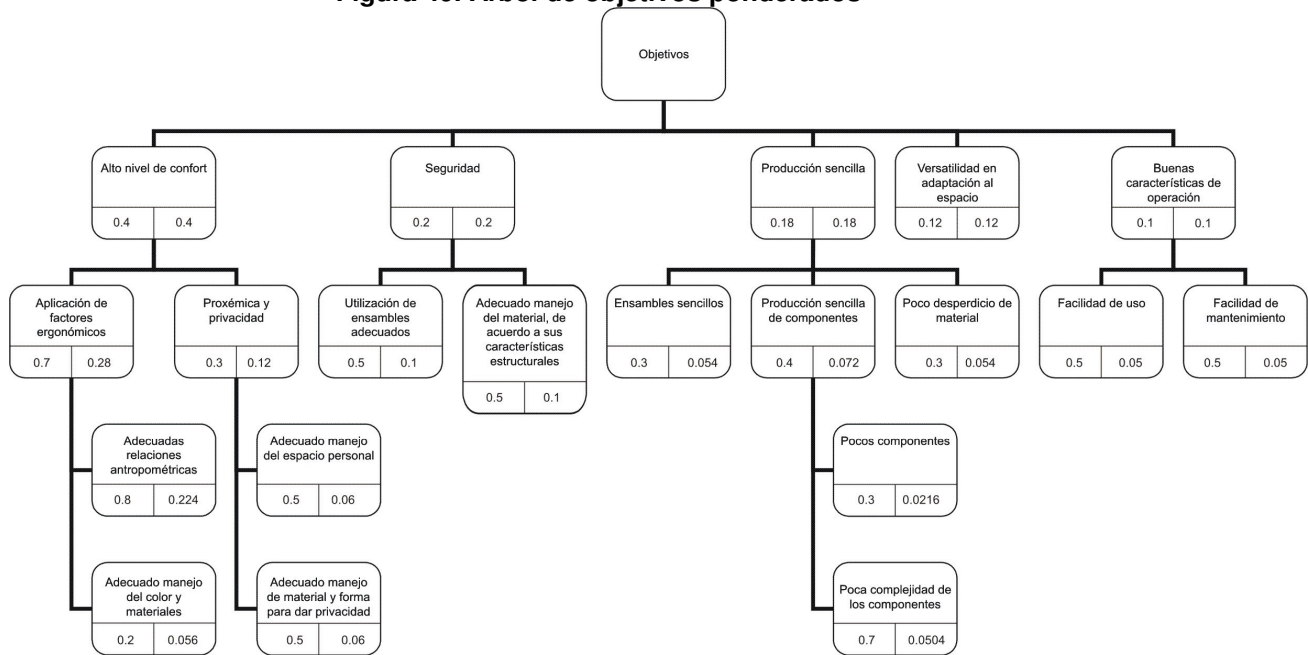 Figura Árbol de objetivos ponderados
Objetivos
Alto nivel de confort
0.4 0.4
Seguridad
0.2 0.2
Producción sencilla
0.18 0.18
Versatilidad en
adaptación al
espacio
0.12 0.12
Buenas
características de
operación
0.1 0.1
Aplicación de
factores
ergonómicos
0.7 0.28
Proxémica y
privacidad
0.3 0.12
Utilización de
ensambles
adecuados
0.5 0.1
Adecuado manejo
del material, de
acuerdo a sus
características
estructurales
0.5 0.1
Ensambles sencillos
0.3 0.054
Producción sencilla
de componentes
0.4 0.072
Poco desperdicio de
material
0.3 0.054
Facilidad de uso
0.5 0.05
Facilidad de
mantenimiento
0.5 0.05
Adecuadas
relaciones
antropométricas
0.8 0.224
Adecuado manejo
del espacio personal
0.5 0.06
Pocos componentes
0.3 0.0216
Adecuado manejo
del color y
materiales
0.2 0.056
Adecuado manejo
de material y forma
para dar privacidad
0.5 0.06
Poca complejidad de
los componentes
0.7 0.0504